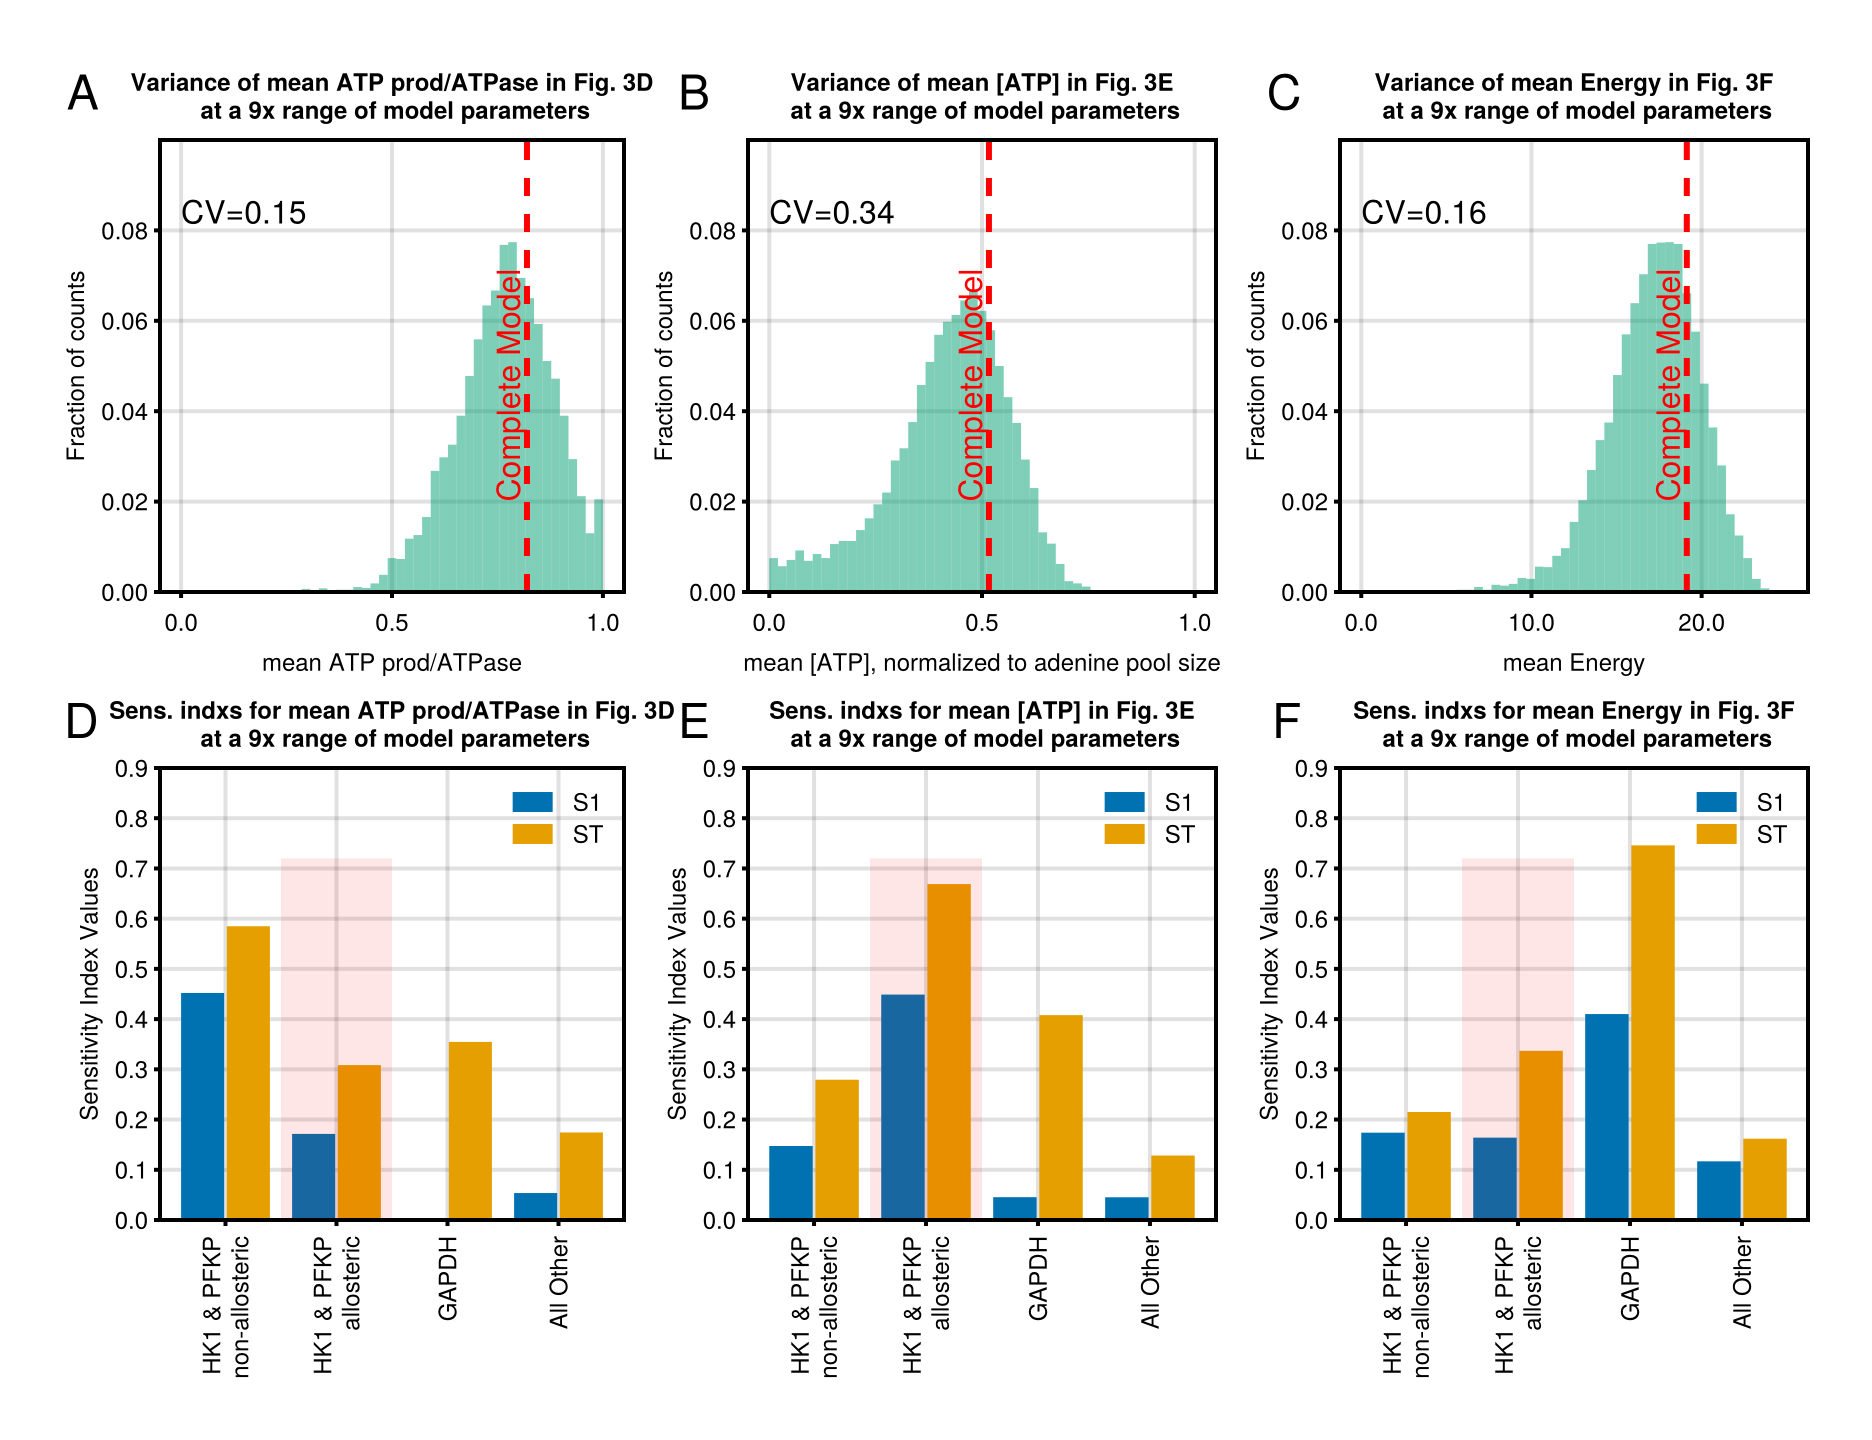 A
Variance of mean ATP prod/ATPase in Fig. 3D
at a 9x range of model parameters
CV=0.15
Complete Model
Fraction of counts
0.08
0.06
0.04
0.02
0.00
0.0
0.5
1.0
mean ATP prod/ATPase
B
Variance of mean [ATP] in Fig. 3E
at a 9x range of model parameters
CV=0.34
Complete Model
Fraction of counts
0.08
0.06
0.04
0.02
0.00
0.0
0.5
1.0
mean [ATP], normalized to adenine pool size
C
Variance of mean Energy in Fig. 3F
at a 9x range of model parameters
CV=0.16
Complete Model
Fraction of counts
0.08
0.06
0.04
0.02
0.00
0.0
10.0
20.0
mean Energy
D
Sens. indxs for mean ATP prod/ATPase in Fig. 3D
at a 9x range of model parameters
S1
ST
Sensitivity Index Values
0.9
0.8
0.7
0.6
0.5
0.4
0.3
0.2
0.1
0.0
HK1 & PFKP
non-allosteric
HK1 & PFKP
allosteric
GAPDH
All Other
E
Sens. indxs for mean [ATP] in Fig. 3E
at a 9x range of model parameters
S1
ST
Sensitivity Index Values
0.9
0.8
0.7
0.6
0.5
0.4
0.3
0.2
0.1
0.0
HK1 & PFKP
non-allosteric
HK1 & PFKP
allosteric
GAPDH
All Other
F
Sens. indxs for mean Energy in Fig. 3F
at a 9x range of model parameters
S1
ST
Sensitivity Index Values
0.9
0.8
0.7
0.6
0.5
0.4
0.3
0.2
0.1
0.0
HK1 & PFKP
non-allosteric
HK1 & PFKP
allosteric
GAPDH
All Other